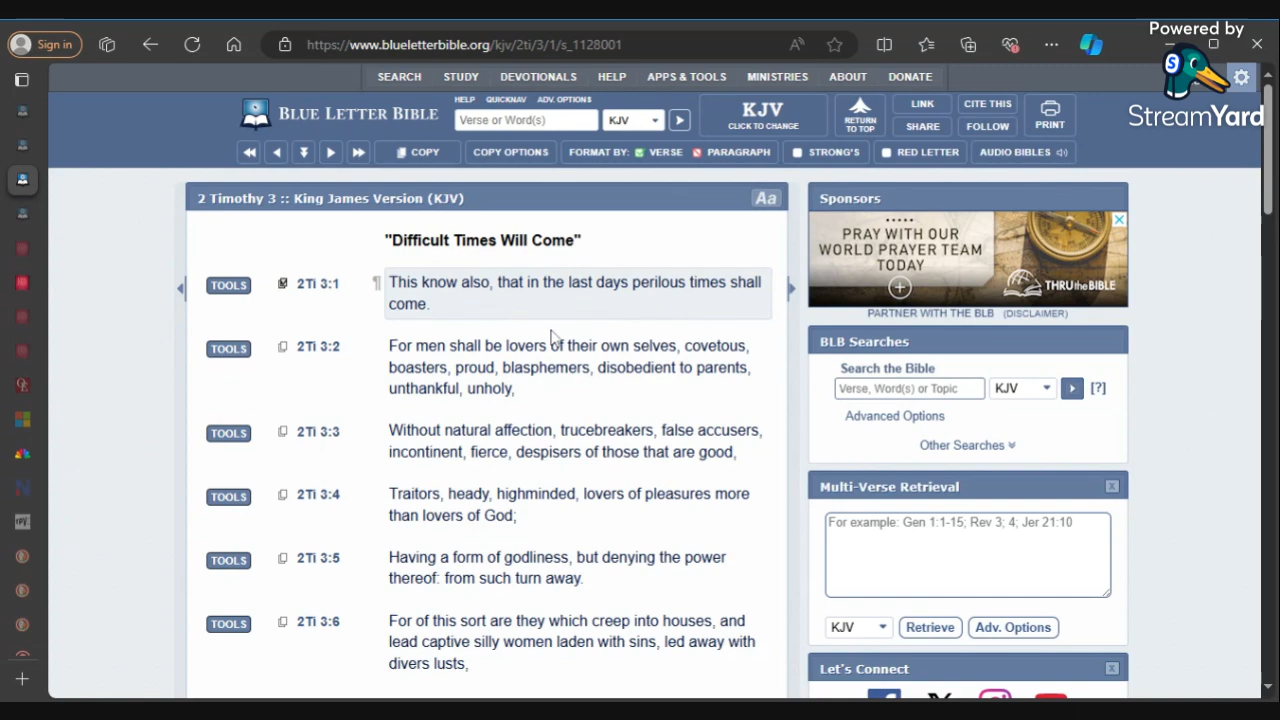 Powered by
StreamYard
Sign in
https://www.blueletterbible.org/kjv/2ti/3/1/s_1128001
SEARCH STUDY DEVOTIONALS HELP APPS & TOOLS MINISTRIES ABOUT DONATE
BLUE LETTER BIBLE
HELP QUICKNAV ADV. OPTIONS
Verse or Word(s) KJV
KJV
CLICK TO CHANGE
RETURN
TO TOP
LINK CITE THIS
SHARE FOLLOW
PRINT
COPY COPY OPTIONS FORMAT BY: VERSE PARAGRAPH STRONG'S RED LETTER AUDIO BIBLES
2 Timothy 3 :: King James Version (KJV) Aa
"Difficult Times Will Come"
TOOLS 2Ti 3:1 ¶ This know also, that in the last days perilous times shall
come.
TOOLS 2Ti 3:2 For men shall be lovers of their own selves, covetous,
boasters, proud, blasphemers, disobedient to parents,
unthankful, unholy,
TOOLS 2Ti 3:3 Without natural affection, trucebreakers, false accusers,
incontinent, fierce, despisers of those that are good,
TOOLS 2Ti 3:4 Traitors, heady, highminded, lovers of pleasures more
than lovers of God;
TOOLS 2Ti 3:5 Having a form of godliness, but denying the power
thereof: from such turn away.
TOOLS 2Ti 3:6 For of this sort are they which creep into houses, and
lead captive silly women laden with sins, led away with
divers lusts,
Sponsors
PRAY WITH OUR
WORLD PRAYER TEAM
TODAY
THRU the BIBLE
PARTNER WITH THE BLB (DISCLAIMER)
BLB Searches
Search the Bible
Verse, Word(s) or Topic KJV [?]
Advanced Options
Other Searches
Multi-Verse Retrieval X
For example: Gen 1:1-15; Rev 3; 4; Jer 21:10
KJV Retrieve Adv. Options
Let's Connect X